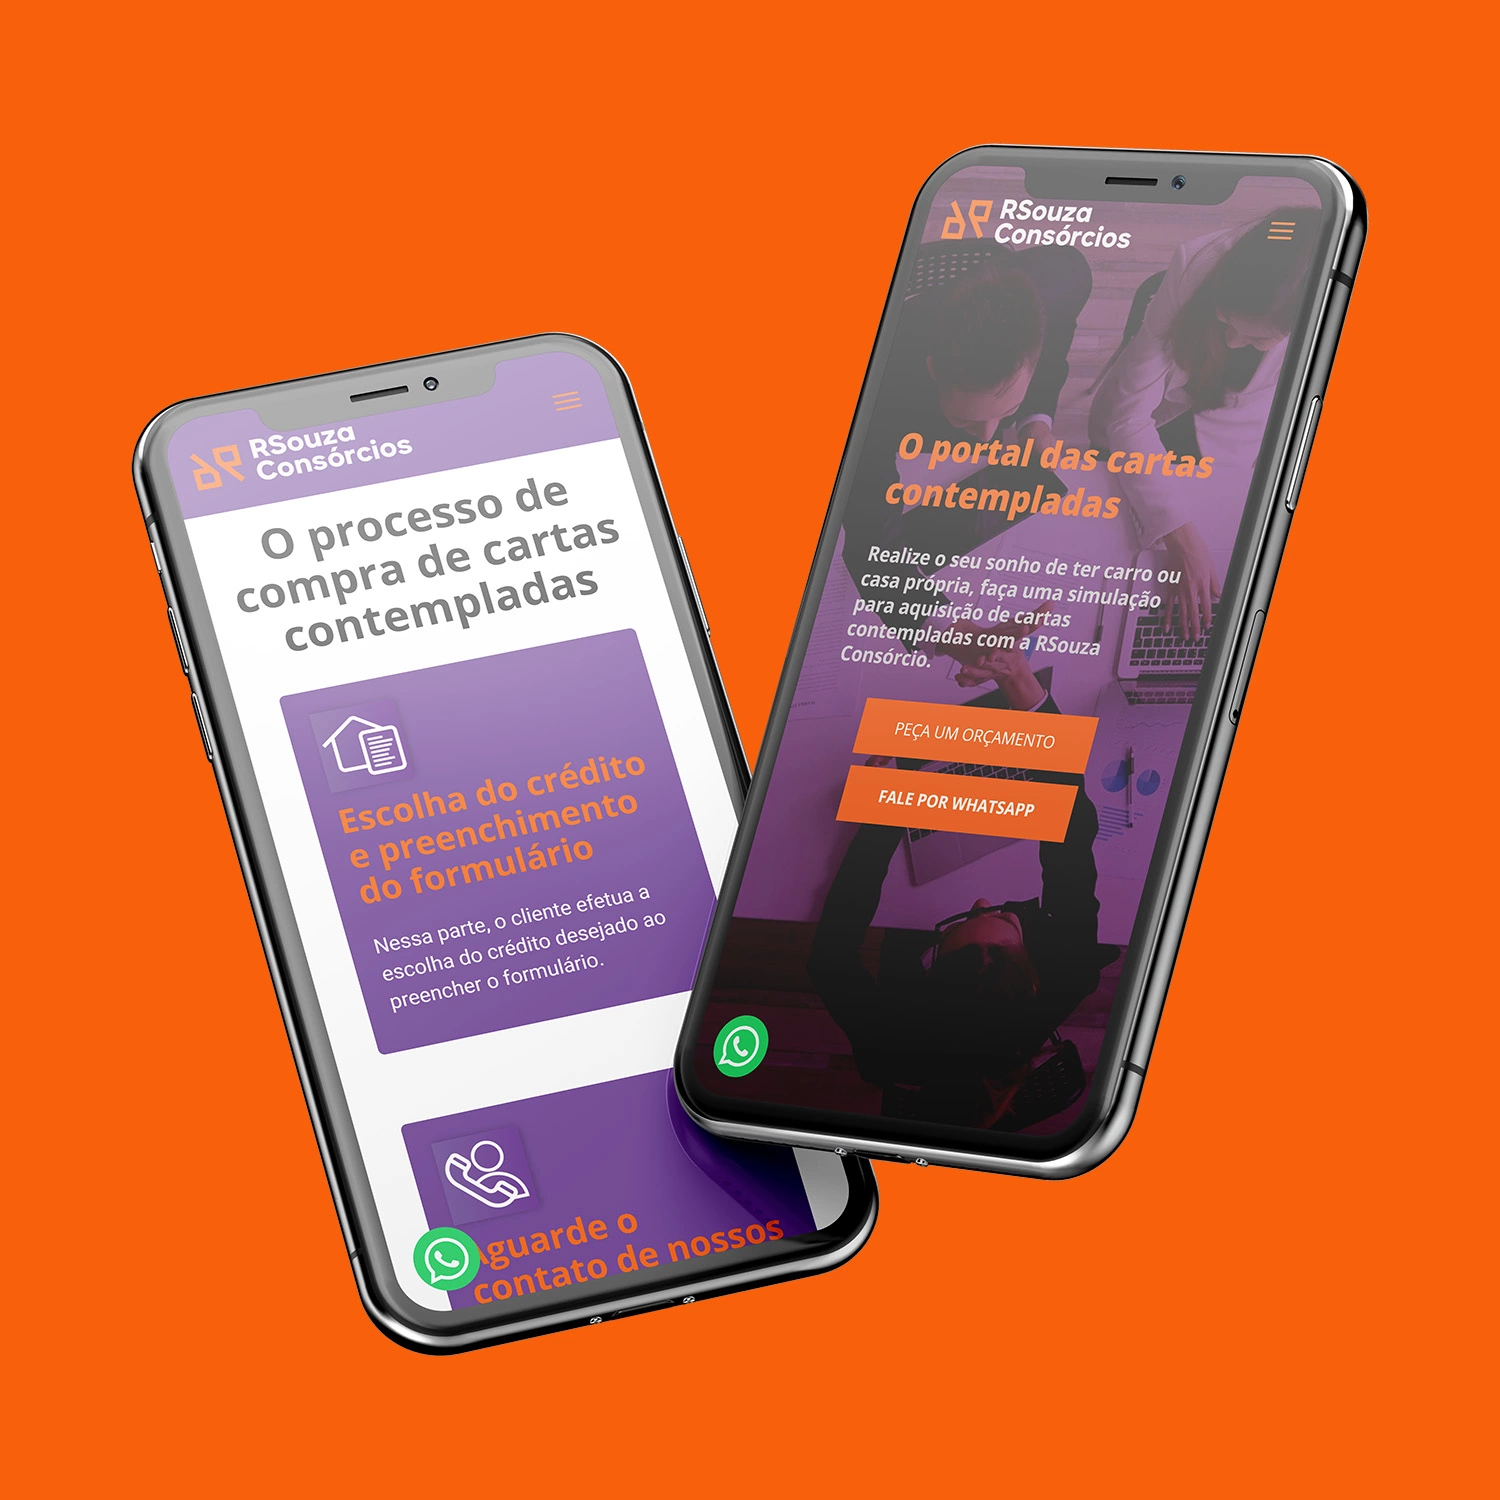 RSouza
Consórcios
O processo de
compra de cartas
contempladas
Escolha do crédito
e preenchimento
do formulário
Nessa parte, o cliente efetua a
escolha do crédito desejado ao
preencher o formulário.
Aguarde o
contato de nossos
RSouza
Consórcios
O portal das cartas
contempladas
Realize o seu sonho de ter carro ou
casa própria, faça uma simulação
para aquisição de cartas
contempladas com a RSouza
Consórcio.
PEÇA UM ORÇAMENTO
FALE POR WHATSAPP